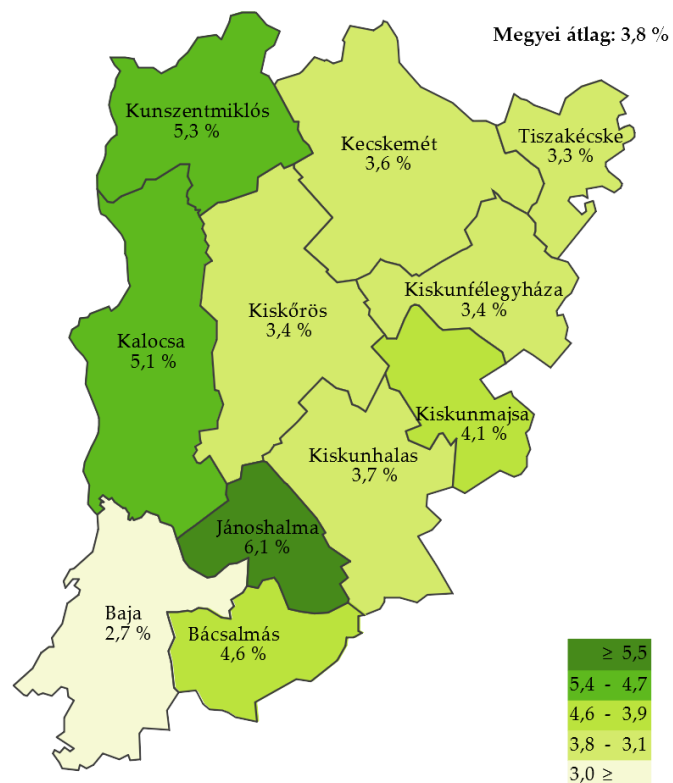 Megyei átlag: 3,8 %
Kunszentmiklós
5,3 %
Kecskemét
3,6 %
Tiszakécske
3,3 %
Kiskunfélegyháza
3,4 %
Kiskőrös
3,4 %
Kalocsa
5,1 %
Kiskunmajsa
4,1 %
Kiskunhalas
3,7 %
Jánoshalma
6,1 %
Baja
2,7 %
Bácsalmás
4,6 %
≥ 5,5
5,4 - 4,7
4,6 - 3,9
3,8 - 3,1
3,0 ≥